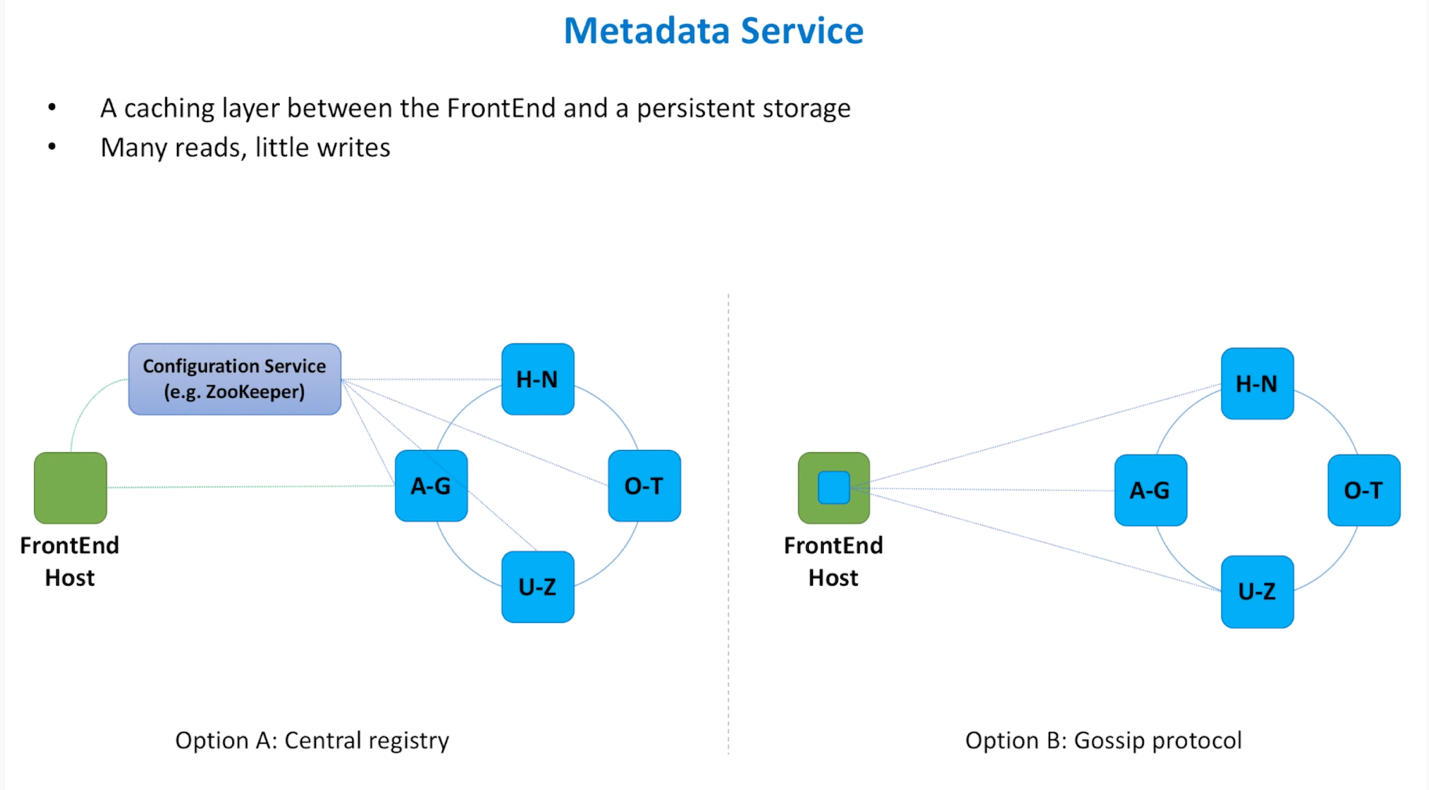 Metadata Service
• A caching layer between the FrontEnd and a persistent storage
• Many reads, little writes
Configuration Service
(e.g. ZooKeeper)
H-N
A-G
O-T
U-Z
FrontEnd
Host
Option A: Central registry
H-N
A-G
O-T
U-Z
FrontEnd
Host
Option B: Gossip protocol